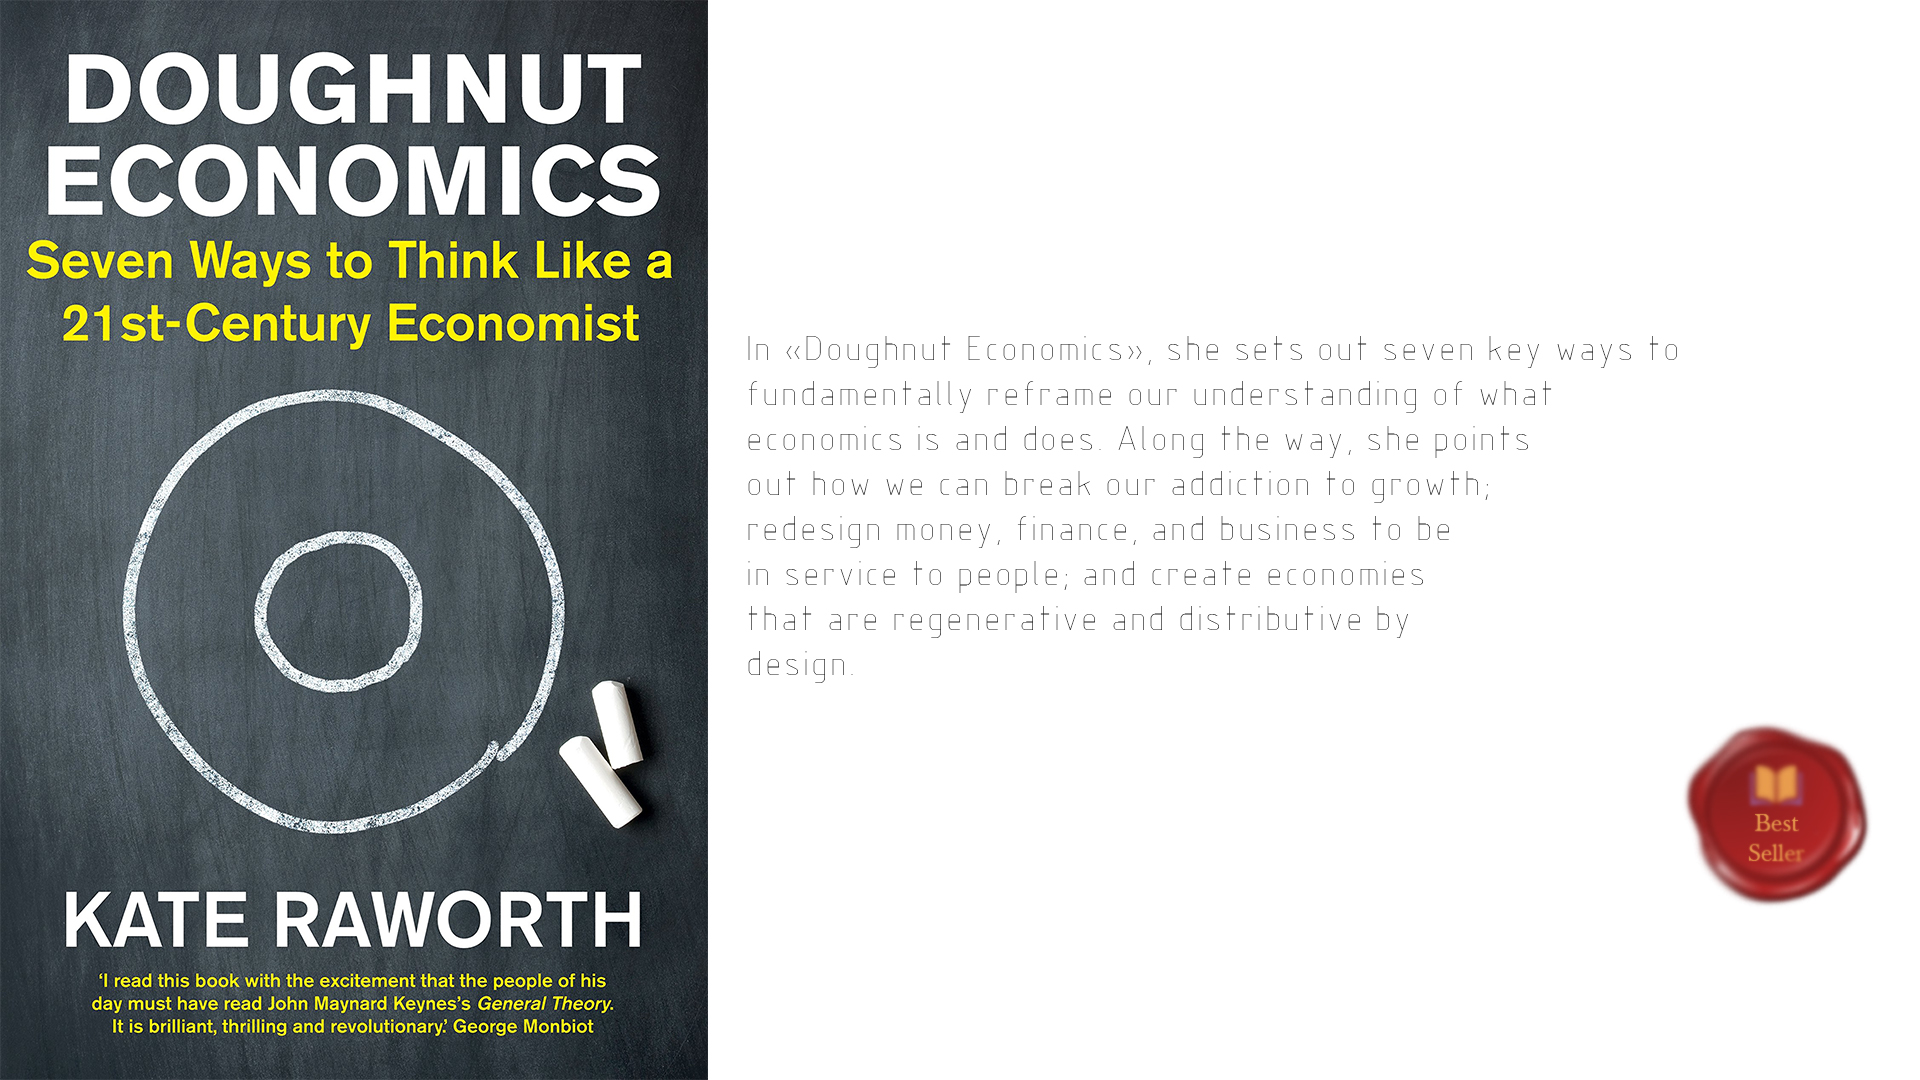 DOUGHNUT
ECONOMICS
Seven Ways to Think Like a
21st-Century Economist
KATE RAWORTH
‘I read this book with the excitement that the people of his
day must have read John Maynard Keynes’s General Theory.
It is brilliant, thrilling and revolutionary.’ George Monbiot
In «Doughnut Economics», she sets out seven key ways to
fundamentally reframe our understanding of what
economics is and does. Along the way, she points
out how we can break our addiction to growth;
redesign money, finance, and business to be
in service to people; and create economies
that are regenerative and distributive by
design.
Best
Seller